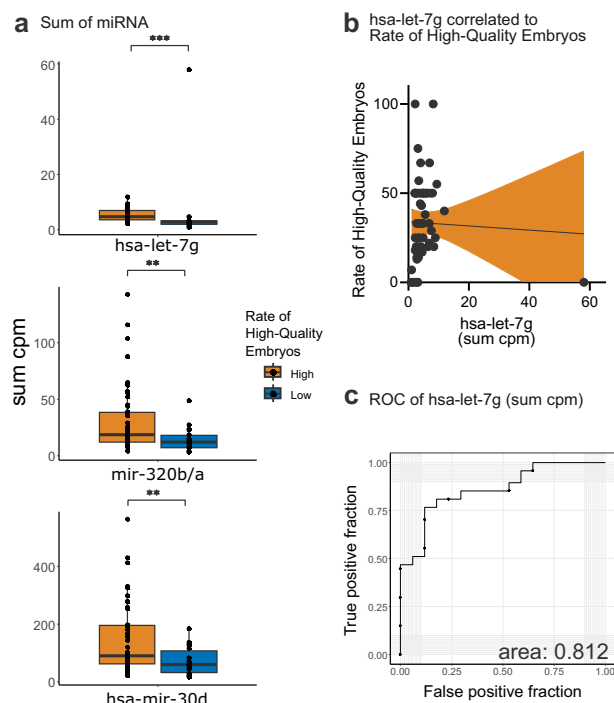 a Sum of miRNA
***
60
40
20
0
hsa-let-7g
**
100
50
0
mir-320b/a
**
400
200
0
hsa-mir-30d
sum cpm
Rate of
High-Quality
Embryos
High
Low
b hsa-let-7g correlated to
Rate of High-Quality Embryos
Rate of High-Quality Embryos
100
50
0
0 20 40 60
hsa-let-7g
(sum cpm)
c ROC of hsa-let-7g (sum cpm)
True positive fraction
1.00
0.75
0.50
0.25
0.00
area: 0.812
0.00 0.25 0.50 0.75 1.00
False positive fraction